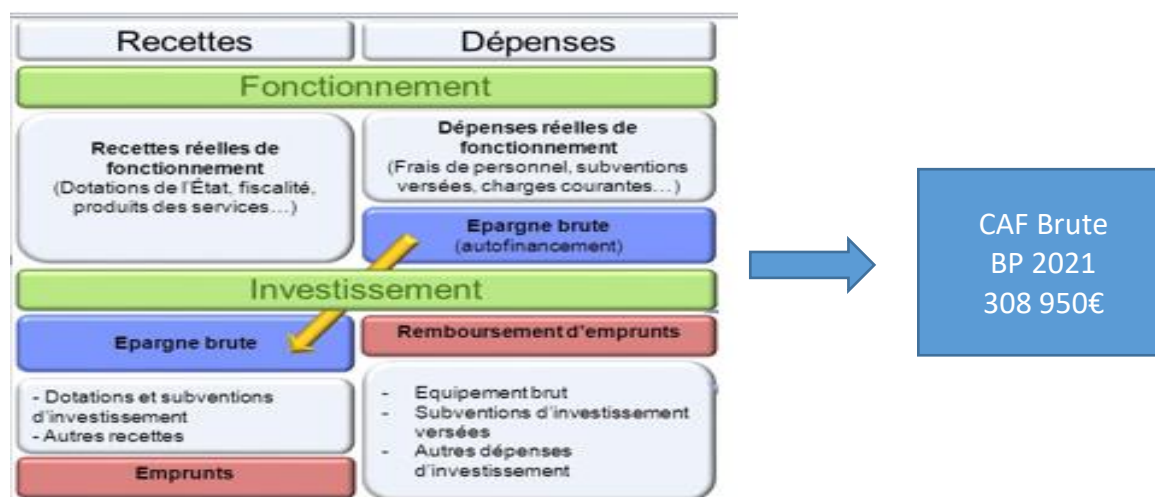 Recettes
Dépenses
Fonctionnement
Recettes réelles de
fonctionnement
(Dotations de l'État, fiscalité,
produits des services...)
Dépenses réelles de
fonctionnement
(Frais de personnel, subventions
versées, charges courantes...)
Epargne brute
(autofinancement)
Investissement
Epargne brute
Remboursement d'emprunts
- Dotations et subventions
d'investissement
- Autres recettes
Emprunts
- Equipement brut
- Subventions d'investissement
versées
- Autres dépenses
d'investissement
CAF Brute
BP 2021
308 950€